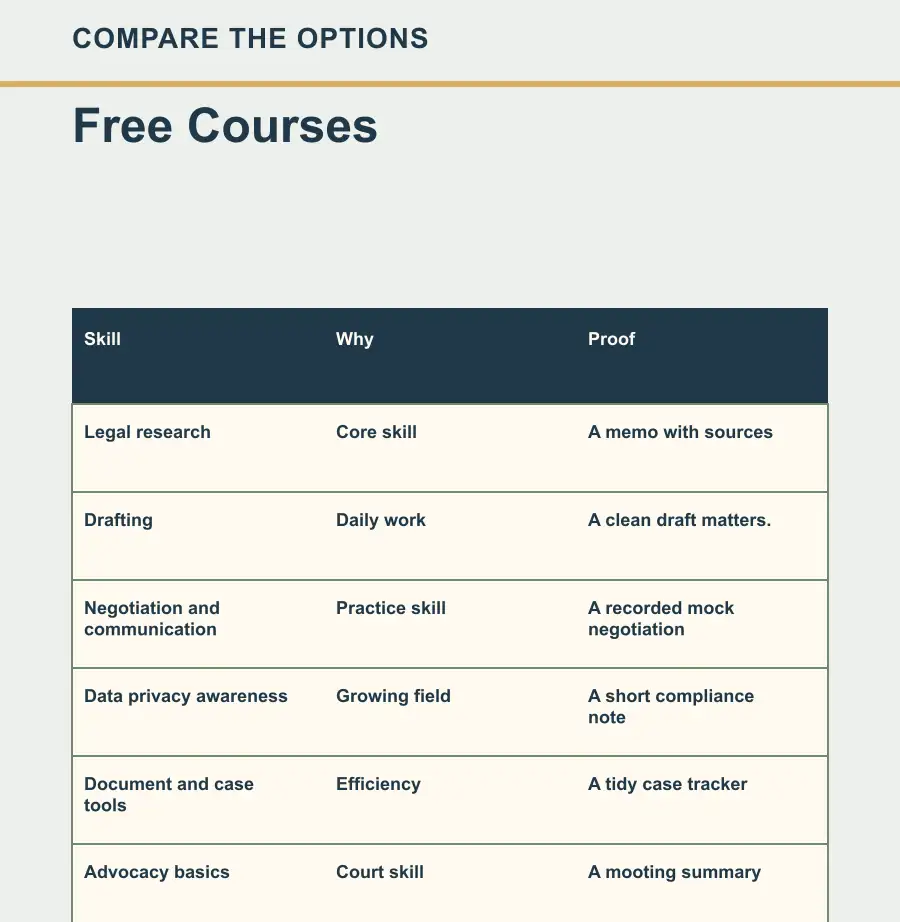 COMPARE THE OPTIONS
Free Courses
Skill Why Proof
Legal research Core skill A memo with sources
Drafting Daily work A clean draft matters.
Negotiation and Practice skill A recorded mock
communication negotiation
Data privacy awareness Growing field A short compliance
note
Document and case Efficiency A tidy case tracker
tools
Advocacy basics Court skill A mooting summary